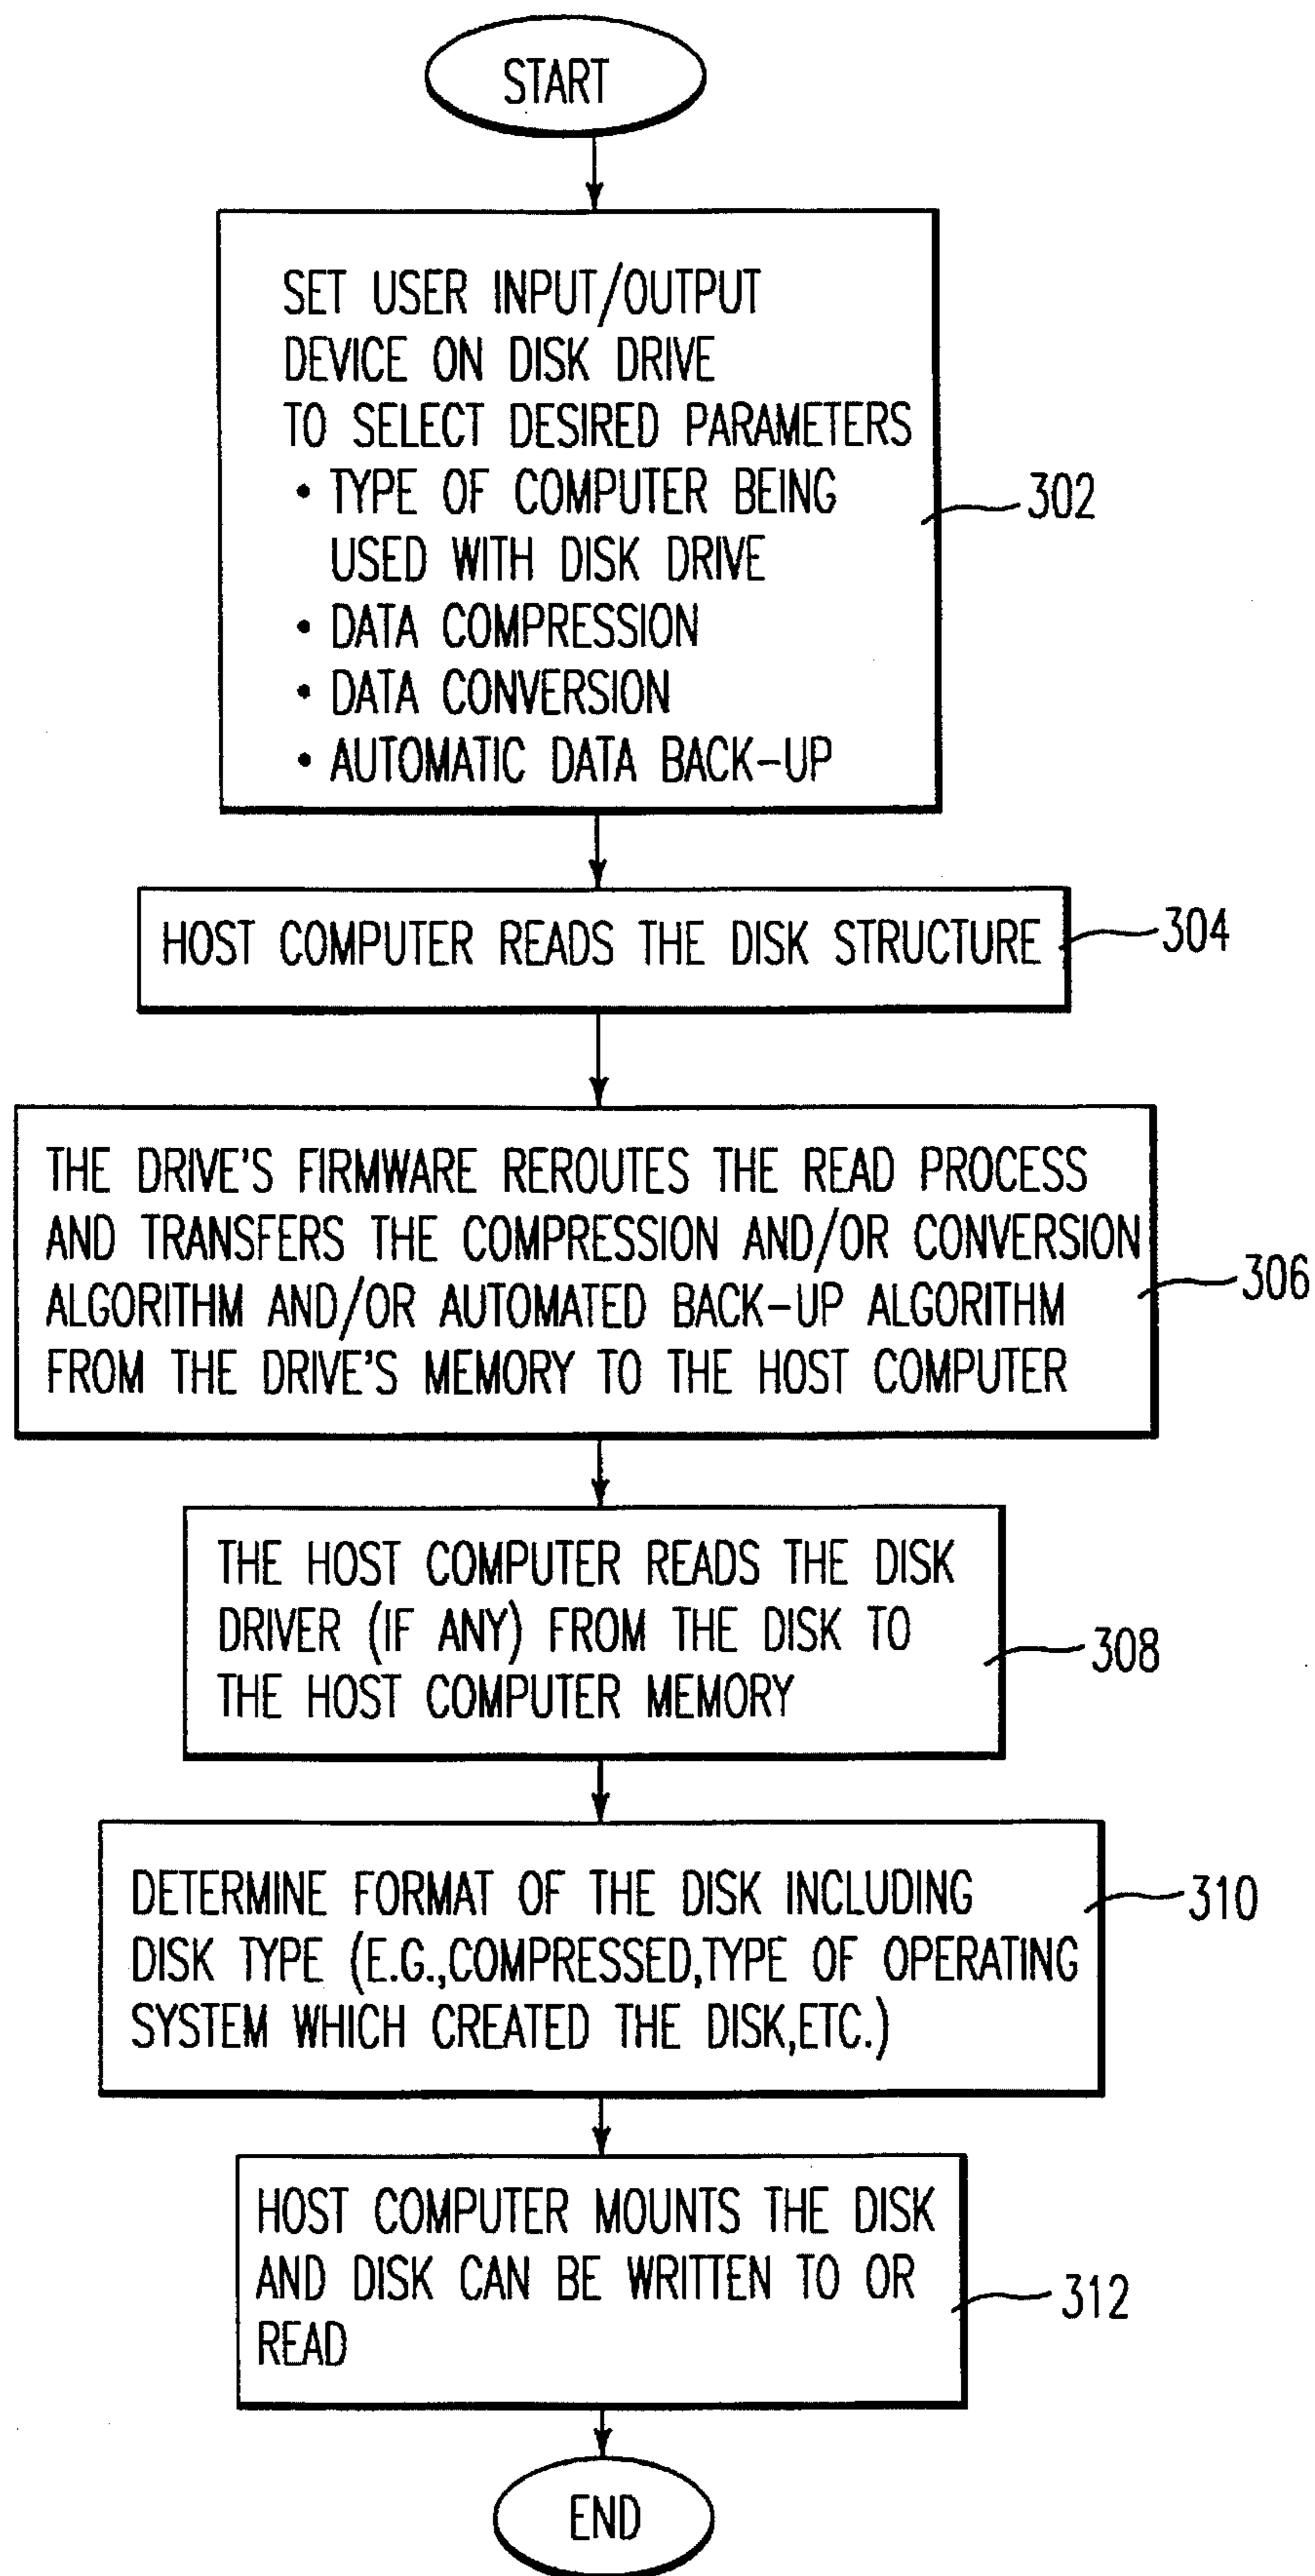 START
SET USER INPUT/OUTPUT
DEVICE ON DISK DRIVE
TO SELECT DESIRED PARAMETERS
• TYPE OF COMPUTER BEING
USED WITH DISK DRIVE
• DATA COMPRESSION
• DATA CONVERSION
• AUTOMATIC DATA BACK-UP
302
HOST COMPUTER READS THE DISK STRUCTURE
304
THE DRIVE'S FIRMWARE REROUTES THE READ PROCESS
AND TRANSFERS THE COMPRESSION AND/OR CONVERSION
ALGORITHM AND/OR AUTOMATED BACK-UP ALGORITHM
FROM THE DRIVE'S MEMORY TO THE HOST COMPUTER
306
THE HOST COMPUTER READS THE DISK
DRIVER (IF ANY) FROM THE DISK TO
THE HOST COMPUTER MEMORY
308
DETERMINE FORMAT OF THE DISK INCLUDING
DISK TYPE (E.G.,COMPRESSED,TYPE OF OPERATING
SYSTEM WHICH CREATED THE DISK,ETC.)
310
HOST COMPUTER MOUNTS THE DISK
AND DISK CAN BE WRITTEN TO OR
READ
312
END